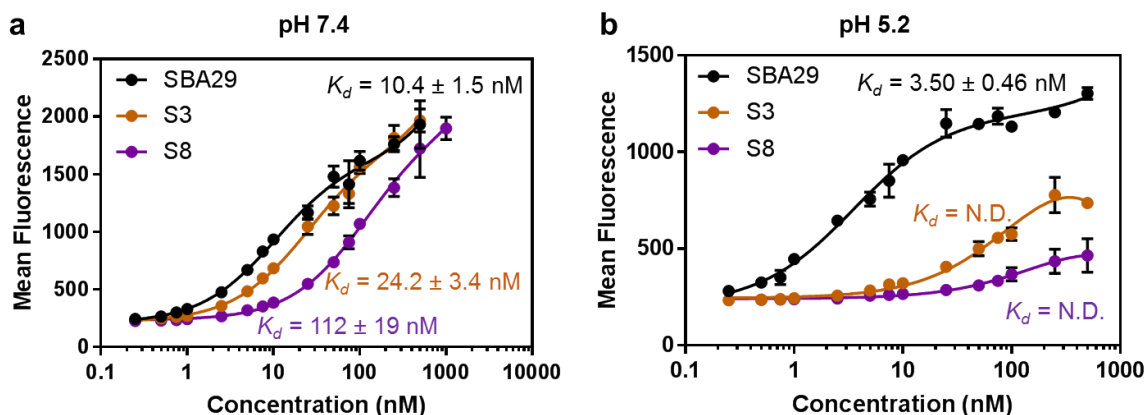 a
pH 7.4
2500
2000
1500
1000
500
0
Mean Fluorescence
SBA29
S3
S8
Kd = 10.4 ± 1.5 nM
Kd = 24.2 ± 3.4 nM
Kd = 112 ± 19 nM
0.1 1 10 100 1000 10000
Concentration (nM)
b
pH 5.2
1500
1000
500
0
Mean Fluorescence
SBA29
S3
S8
Kd = 3.50 ± 0.46 nM
Kd = N.D.
Kd = N.D.
0.1 1 10 100 1000
Concentration (nM)